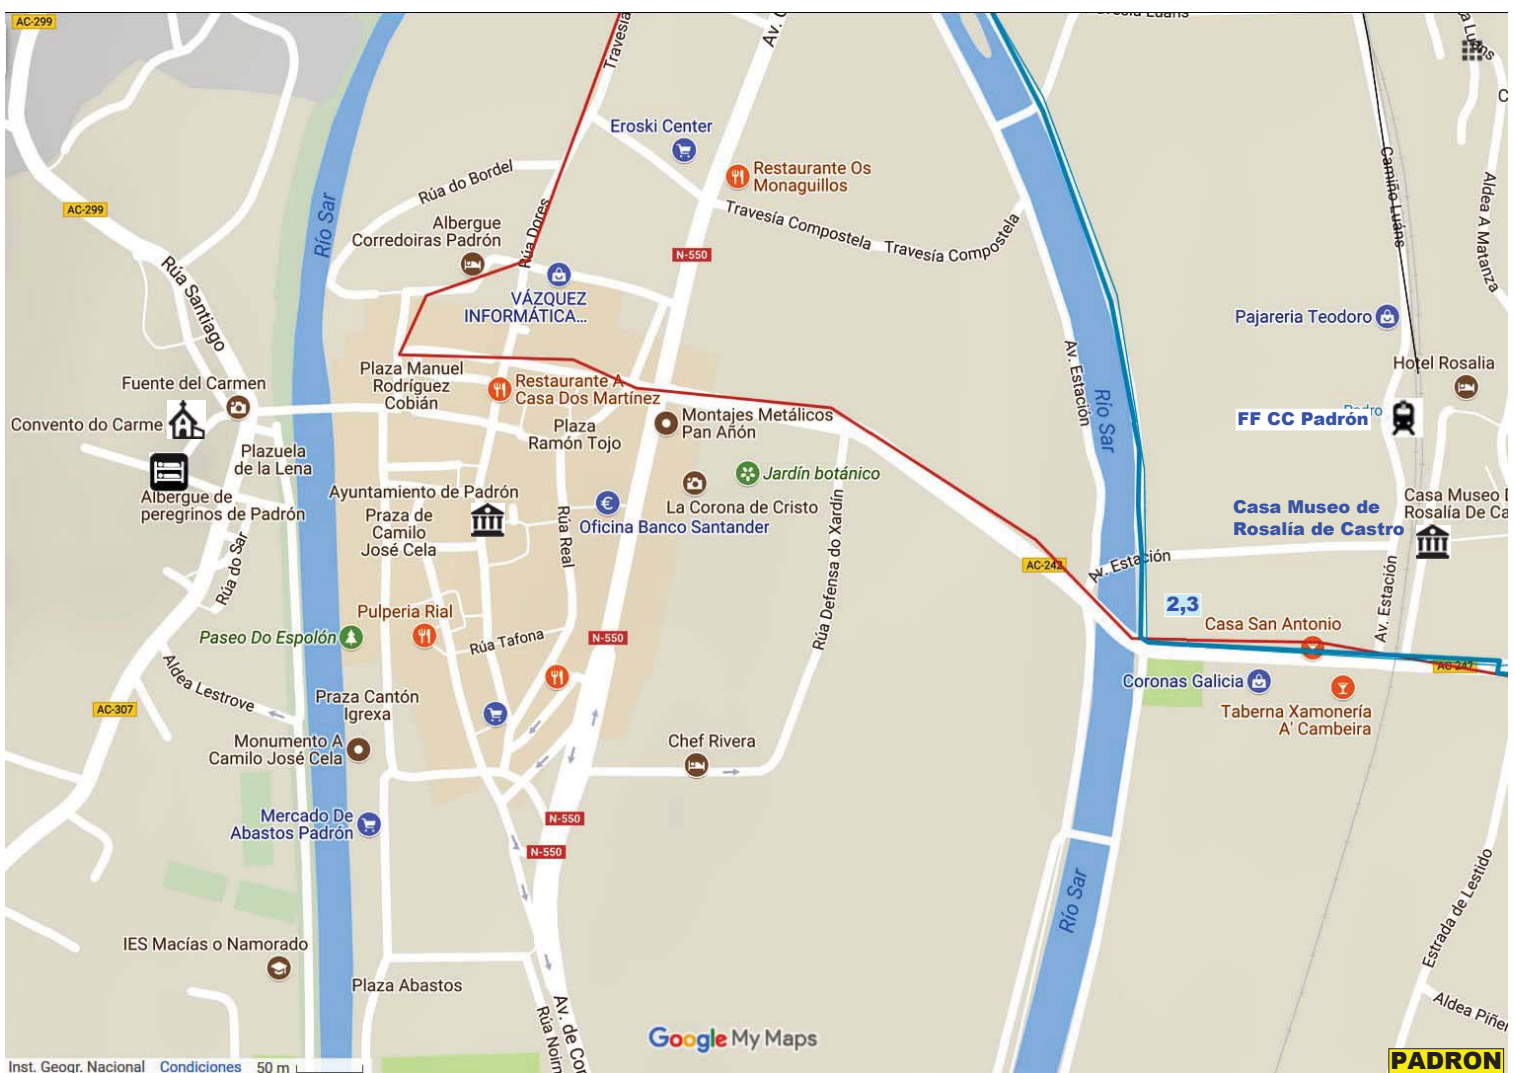 AC-299
Travesía
Av. C
Travesía Luáns
Eroski Center
Restaurante Os
Monaguillos
Rúa do Bordel
Camiño Luáns
Aldea A Matanza
AC-299
Río Sar
Albergue
Corredoiras Padrón
Rúa Dores
Travesía Compostela
Travesía Compostela
N-550
Rúa Santiago
VÁZQUEZ
INFORMÁTICA...
Pajareria Teodoro
Av. Estación
Hotel Rosalia
Plaza Manuel
Rodríguez
Cobián
Fuente del Carmen
Restaurante A
Casa Dos Martínez
Río Sar
FF CC Padrón
Convento do Carme
Montajes Metálicos
Pan Añón
Plaza
Ramón Tojo
Plazuela
de la Lena
Jardín botánico
Albergue de
peregrinos de Padrón
Ayuntamiento de Padrón
Praza de
Camilo
José Cela
La Corona de Cristo
€
Oficina Banco Santander
Rúa Real
Rúa Defensa do Xardín
Casa Museo de
Rosalía de Castro
Casa Museo D
Rosalía De Ca
Rúa do Sar
AC-242
Av. Estación
Av. Estación
2,3
Casa San Antonio
Pulperia Rial
Paseo Do Espolón
Rúa Tafona
N-550
AC-242
Aldea Lestrove
Coronas Galicia
Taberna Xamonería
A' Cambeira
AC-307
Praza Cantón
Igrexa
Monumento A
Camilo José Cela
Chef Rivera
Mercado De
Abastos Padrón
N-550
N-550
Río Sar
Estrada de Lestido
IES Macías o Namorado
Plaza Abastos
Aldea Piñei
Av. de Cor
Rúa Noirn
Google My Maps
Inst. Geogr. Nacional Condiciones 50 m
PADRON